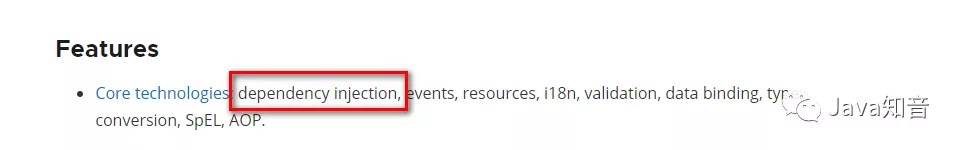 Features
Core technologies: dependency injection, events, resources, i18n, validation, data binding, type
conversion, SpEL, AOP.
Java知音